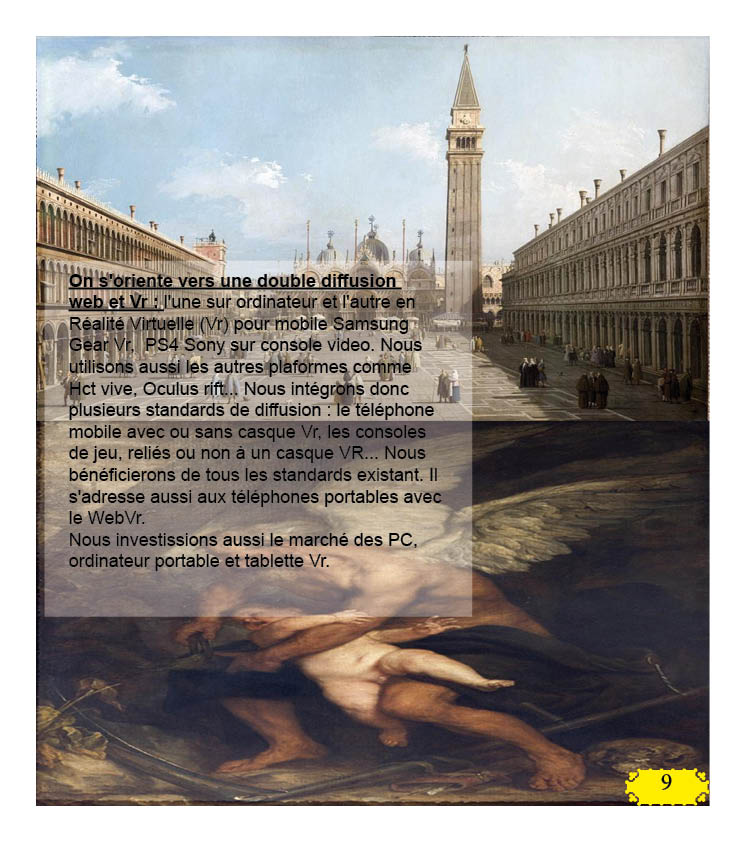 On s'oriente vers une double diffusion
web et Vr : l'une sur ordinateur et l'autre en
Réalité Virtuelle (Vr) pour mobile Samsung
Gear Vr,  PS4 Sony sur console video. Nous
utilisons aussi les autres plaformes comme
Hct vive, Oculus rift... Nous intégrons donc
plusieurs standards de diffusion : le téléphone
mobile avec ou sans casque Vr, les consoles
de jeu, reliés ou non à un casque VR... Nous
bénéficierons de tous les standards existant. Il
s'adresse aussi aux téléphones portables avec
le WebVr.
Nous investissions aussi le marché des PC,
ordinateur portable et tablette Vr.
9